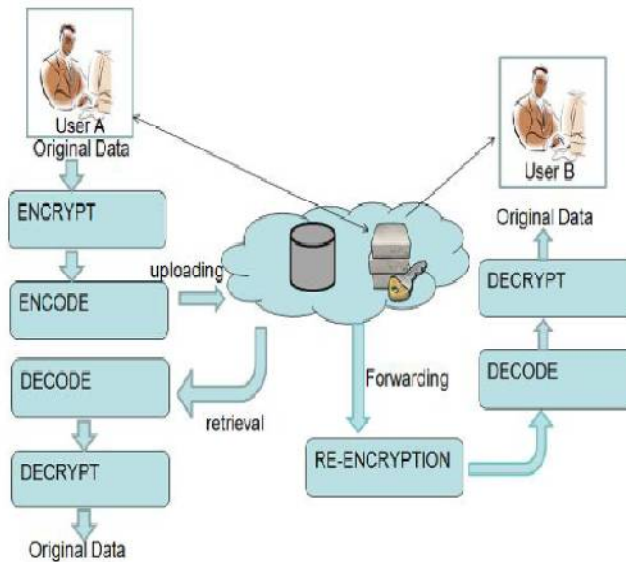 User A
Original Data
ENCRYPT
uploading
ENCODE
DECODE
retrieval
DECRYPT
Original Data
Forwarding
RE-ENCRYPTION
User B
Original Data
DECRYPT
DECODE